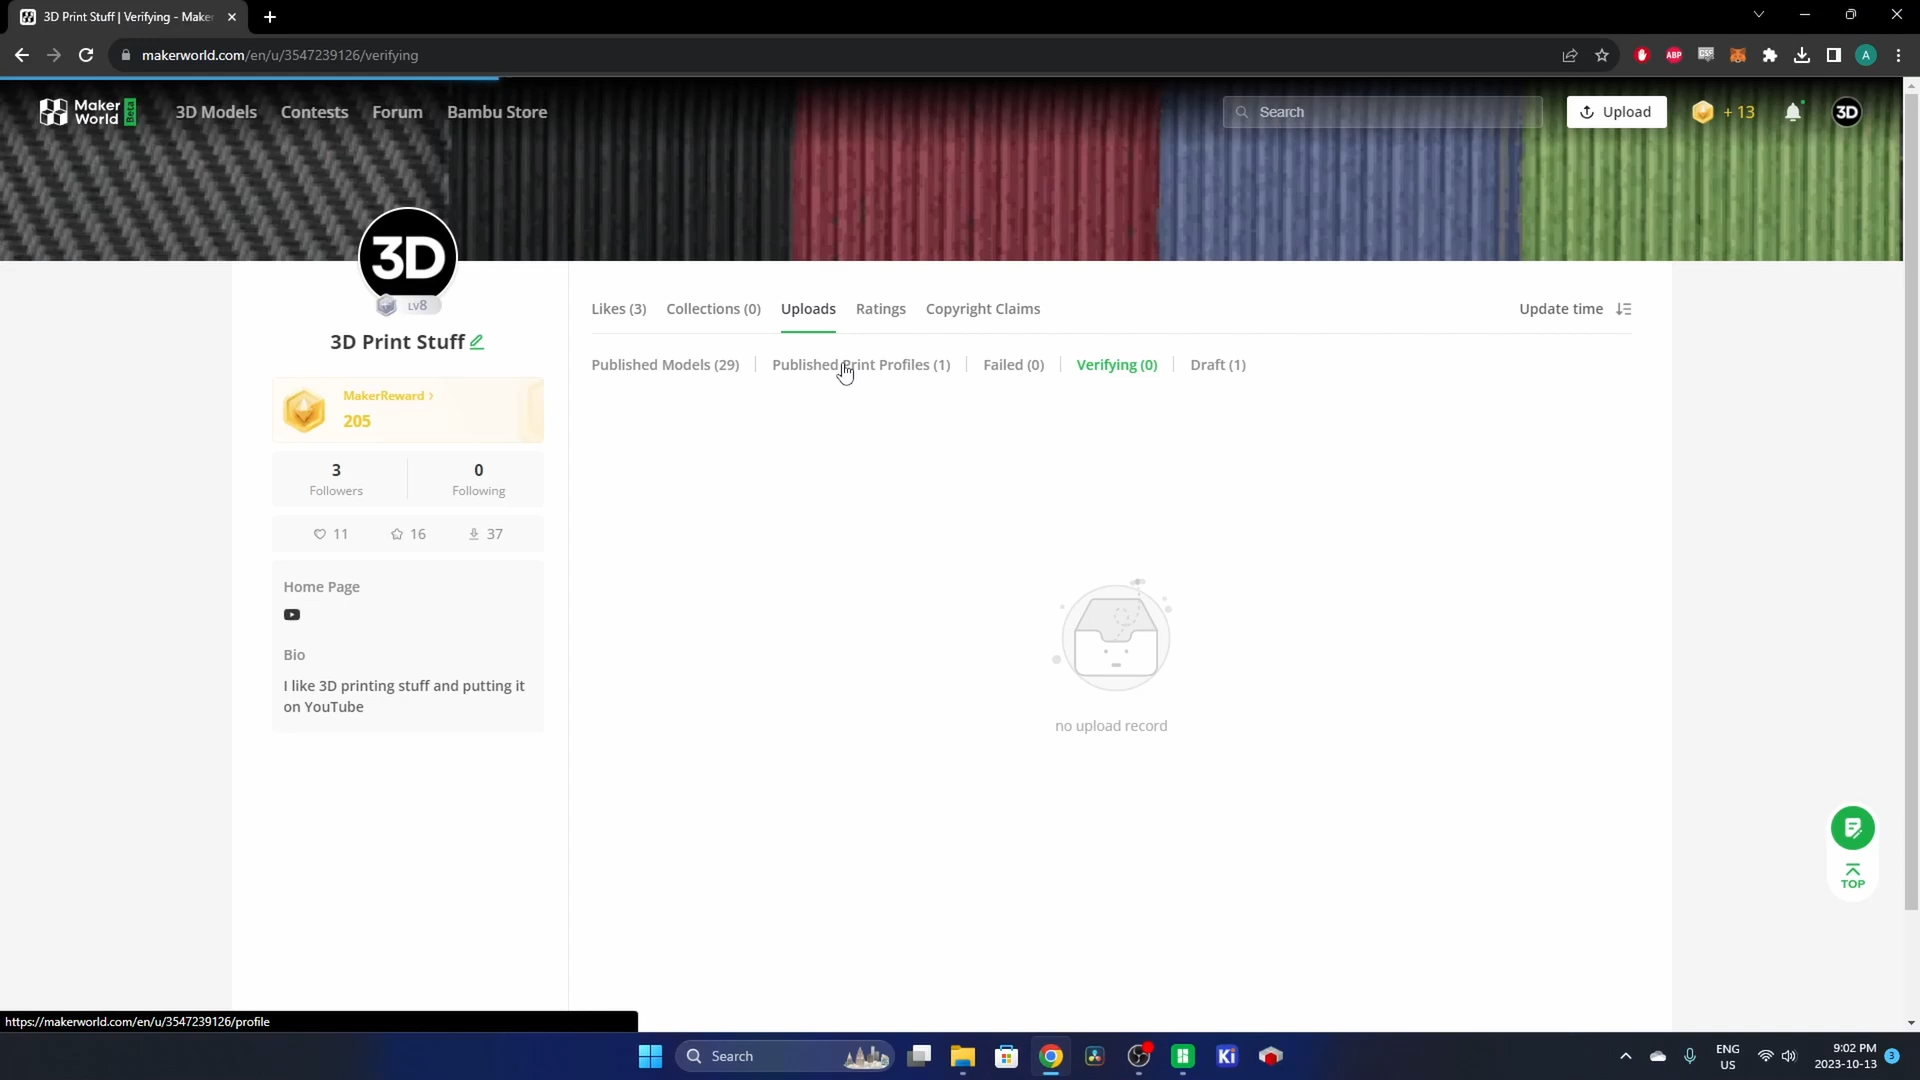 3D Print Stuff | Verifying - Maker
makerworld.com/en/u/3547239126/verifying
ABP
A
Maker World Beta
3D Models
Contests
Forum
Bambu Store
Search
Upload
+ 13
3D
3D
LV8
3D Print Stuff
MakerReward >
205
3
Followers
0
Following
11
16
37
Home Page
Bio
I like 3D printing stuff and putting it
on YouTube
Likes (3)
Collections (0)
Uploads
Ratings
Copyright Claims
Update time
Published Models (29)
Published Print Profiles (1)
Failed (0)
Verifying (0)
Draft (1)
no upload record
TOP
https://makerworld.com/en/u/3547239126/profile
Search
Ki
ENG
US
9:02 PM
2023-10-13
3